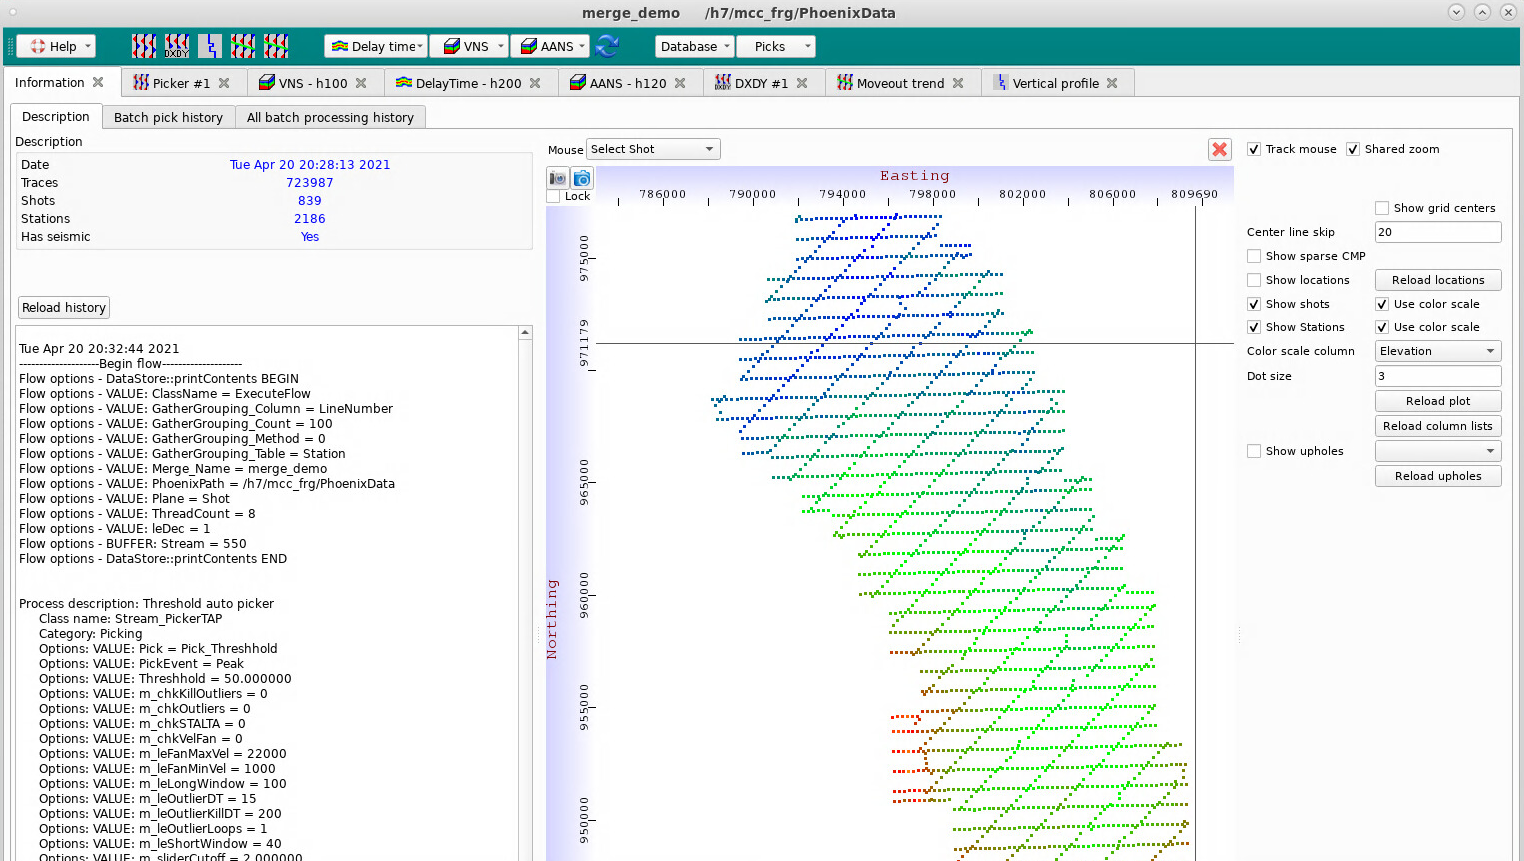 merge_demo /h7/mcc_frg/PhoenixData
Help DXDY Delay time VNS AANS Database Picks
Information Picker #1 VNS - h100 DelayTime - h200 AANS - h120 DXDY DXDY #1 Moveout trend Vertical profile
Description Batch pick history All batch processing history
Description
Date Tue Apr 20 20:28:13 2021
Traces 723987
Shots 839
Stations 2186
Has seismic Yes
Reload history
Tue Apr 20 20:32:44 2021
--------------------Begin flow--------------------
Flow options - DataStore::printContents BEGIN
Flow options - VALUE: ClassName = ExecuteFlow
Flow options - VALUE: GatherGrouping_Column = LineNumber
Flow options - VALUE: GatherGrouping_Count = 100
Flow options - VALUE: GatherGrouping_Method = 0
Flow options - VALUE: GatherGrouping_Table = Station
Flow options - VALUE: Merge_Name = merge_demo
Flow options - VALUE: PhoenixPath = /h7/mcc_frg/PhoenixData
Flow options - VALUE: Plane = Shot
Flow options - VALUE: ThreadCount = 8
Flow options - VALUE: leDec = 1
Flow options - BUFFER: Stream = 550
Flow options - DataStore::printContents END
Process description: Threshold auto picker
Class name: Stream_PickerTAP
Category: Picking
Options: VALUE: Pick = Pick_Threshhold
Options: VALUE: PickEvent = Peak
Options: VALUE: Threshhold = 50.000000
Options: VALUE: m_chkKillOutliers = 0
Options: VALUE: m_chkOutliers = 0
Options: VALUE: m_chkSTALTA = 0
Options: VALUE: m_chkVelFan = 0
Options: VALUE: m_leFanMaxVel = 22000
Options: VALUE: m_leFanMinVel = 1000
Options: VALUE: m_leLongWindow = 100
Options: VALUE: m_leOutlierDT = 15
Options: VALUE: m_leOutlierKillDT = 200
Options: VALUE: m_leOutlierLoops = 1
Options: VALUE: m_leShortWindow = 40
Options: VALUE: m_sliderCutoff = 2.000000
Mouse Select Shot
Lock
Easting
786000 790000 794000 798000 802000 806000 809690
Northing
975000
971179
965000
960000
955000
950000
Track mouse Shared zoom
Show grid centers
Center line skip 20
Show sparse CMP
Show locations Reload locations
Show shots Use color scale
Show Stations Use color scale
Color scale column Elevation
Dot size 3
Reload plot
Reload column lists
Show upholes
Reload upholes